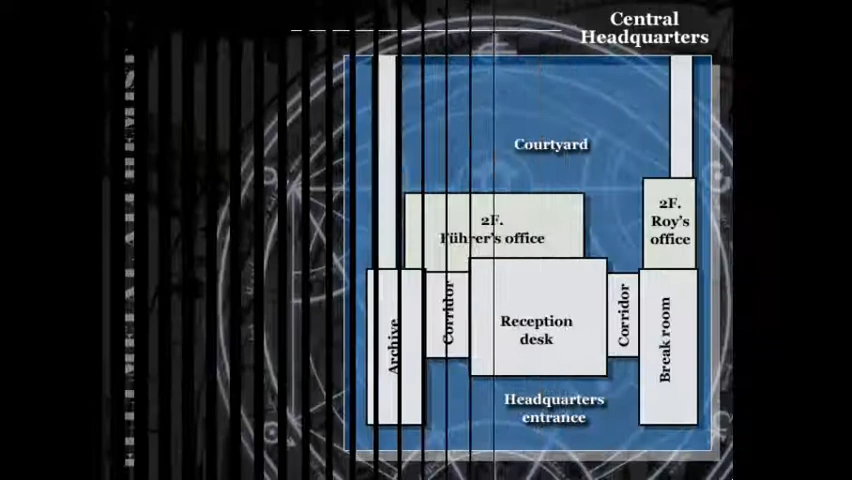 Central
Headquarters
Courtyard
2F.
Führer's office
2F.
Roy's
office
Archive
Corridor
Reception
desk
Corridor
Break room
Headquarters
entrance